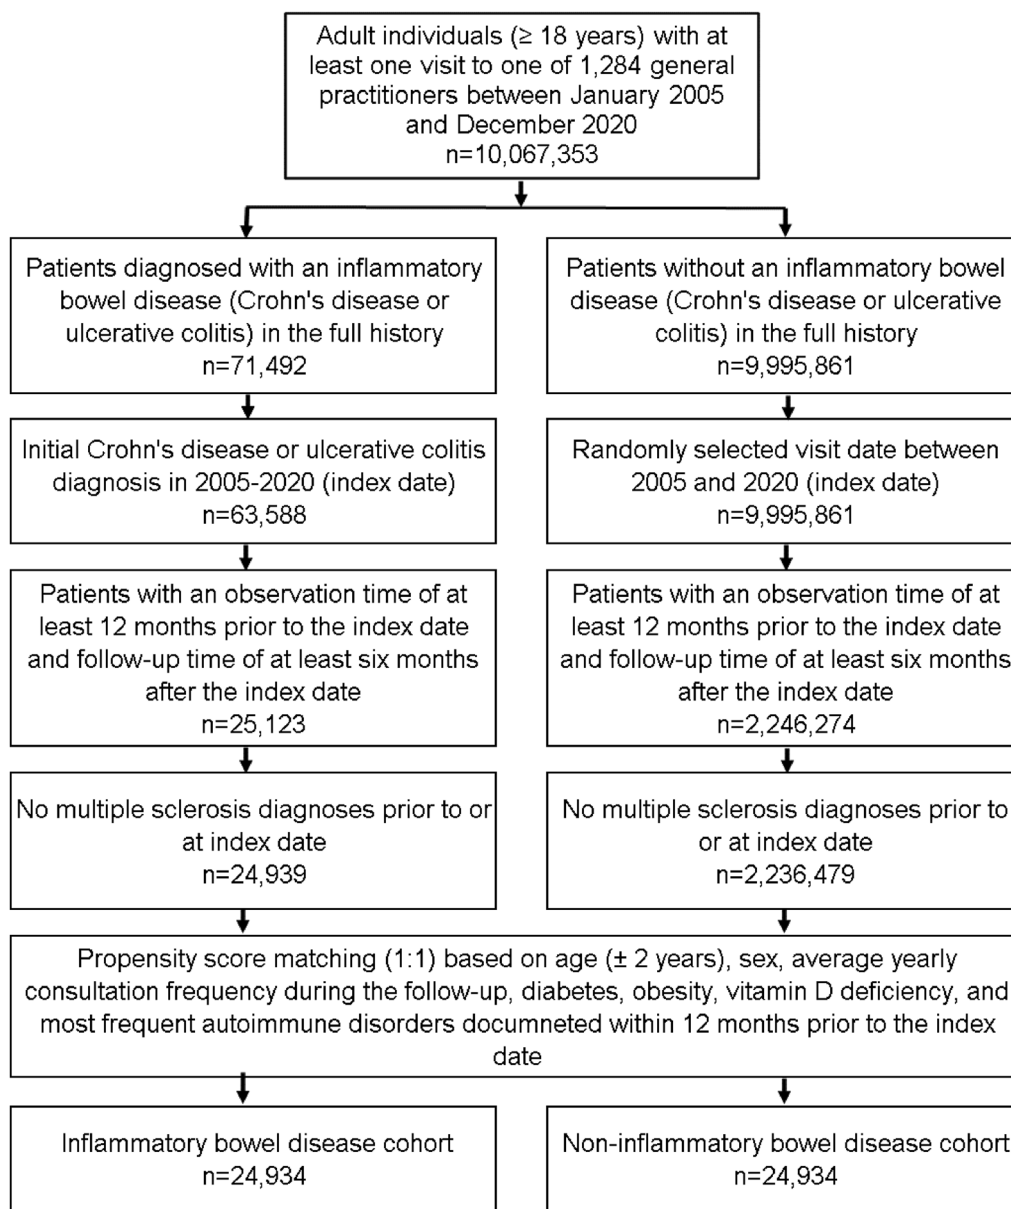 Adult individuals (≥ 18 years) with at
least one visit to one of 1,284 general
practitioners between January 2005
and December 2020
n=10,067,353
Patients diagnosed with an inflammatory
bowel disease (Crohn's disease or
ulcerative colitis) in the full history
n=71,492
Patients without an inflammatory bowel
disease (Crohn's disease or ulcerative
colitis) in the full history
n=9,995,861
Initial Crohn's disease or ulcerative colitis
diagnosis in 2005-2020 (index date)
n=63,588
Randomly selected visit date between
2005 and 2020 (index date)
n=9,995,861
Patients with an observation time of at
least 12 months prior to the index date
and follow-up time of at least six months
after the index date
n=25,123
Patients with an observation time of at
least 12 months prior to the index date
and follow-up time of at least six months
after the index date
n=2,246,274
No multiple sclerosis diagnoses prior to or
at index date
n=24,939
No multiple sclerosis diagnoses prior to
or at index date
n=2,236,479
Propensity score matching (1:1) based on age (± 2 years), sex, average yearly
consultation frequency during the follow-up, diabetes, obesity, vitamin D deficiency, and
most frequent autoimmune disorders documneted within 12 months prior to the index
date
Inflammatory bowel disease cohort
n=24,934
Non-inflammatory bowel disease cohort
n=24,934